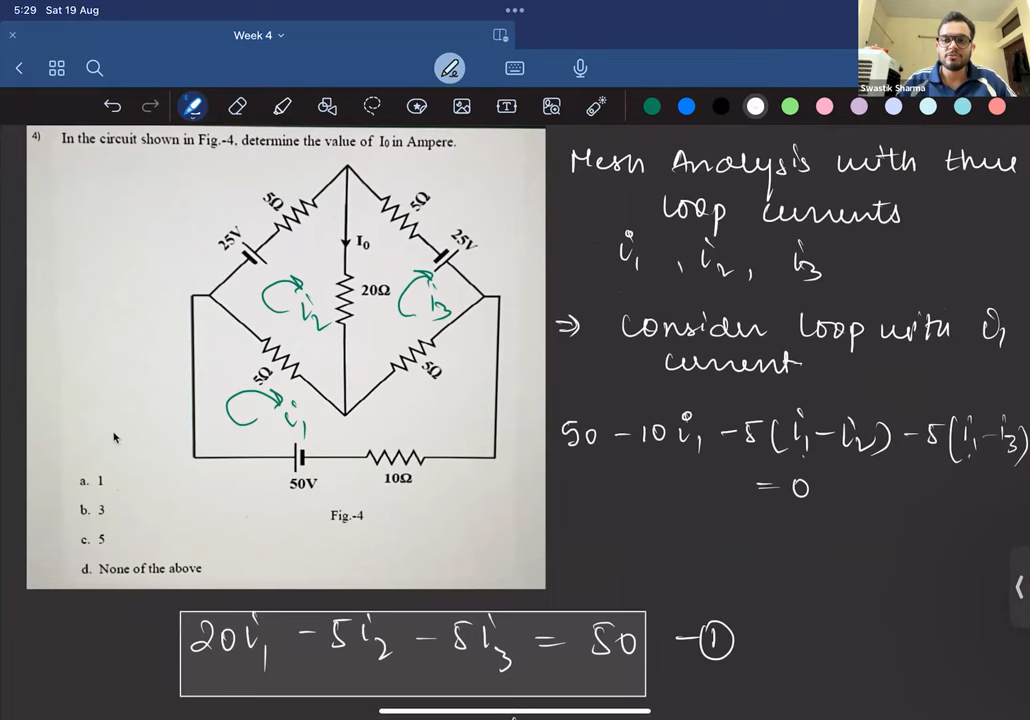 5:29 Sat 19 Aug
Week 4
Swastik Sharma
4) In the circuit shown in Fig.-4, determine the value of I₀ in Ampere.
5Ω
5Ω
25V
25V
I₀
20Ω
i₂
i₃
5Ω
5Ω
i₁
50V
10Ω
Fig.-4
a. 1
b. 3
c. 5
d. None of the above
Mesh Analysis with three
loop currents
i₁, i₂, i₃
⇒ Consider loop with i₁
current
50 - 10i₁ - 5(i₁ - i₂) - 5(i₁ - i₃)
= 0
20i₁ - 5i₂ - 5i₃ = 50 - ①